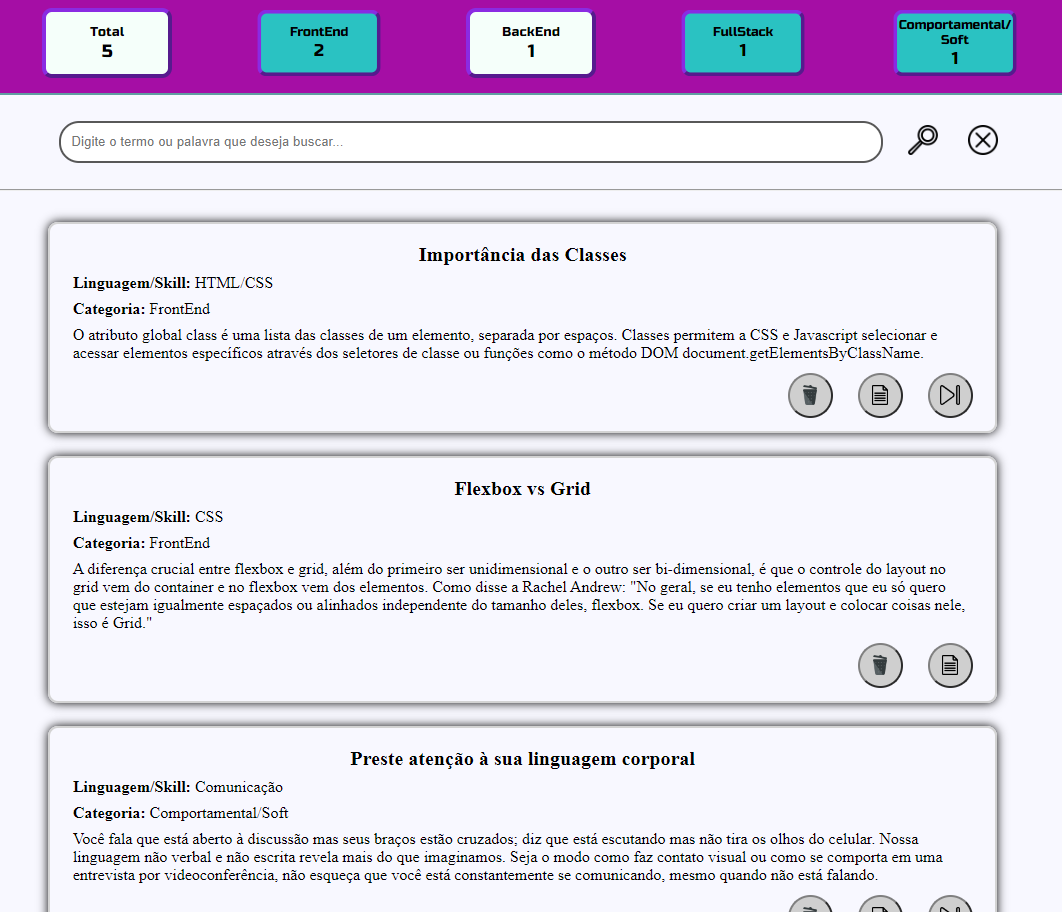 Total
5
FrontEnd
2
BackEnd
1
FullStack
1
Comportamental/
Soft
1
Digite o termo ou palavra que deseja buscar...
Importância das Classes
Linguagem/Skill: HTML/CSS
Categoria: FrontEnd
O atributo global class é uma lista das classes de um elemento, separada por espaços. Classes permitem a CSS e Javascript selecionar e
acessar elementos específicos através dos seletores de classe ou funções como o método DOM document.getElementsByClassName.
Flexbox vs Grid
Linguagem/Skill: CSS
Categoria: FrontEnd
A diferença crucial entre flexbox e grid, além do primeiro ser unidimensional e o outro ser bi-dimensional, é que o controle do layout no
grid vem do container e no flexbox vem dos elementos. Como disse a Rachel Andrew: "No geral, se eu tenho elementos que eu só quero
que estejam igualmente espaçados ou alinhados independente do tamanho deles, flexbox. Se eu quero criar um layout e colocar coisas nele,
isso é Grid."
Preste atenção à sua linguagem corporal
Linguagem/Skill: Comunicação
Categoria: Comportamental/Soft
Você fala que está aberto à discussão mas seus braços estão cruzados; diz que está escutando mas não tira os olhos do celular. Nossa
linguagem não verbal e não escrita revela mais do que imaginamos. Seja o modo como faz contato visual ou como se comporta em uma
entrevista por videoconferência, não esqueça que você está constantemente se comunicando, mesmo quando não está falando.